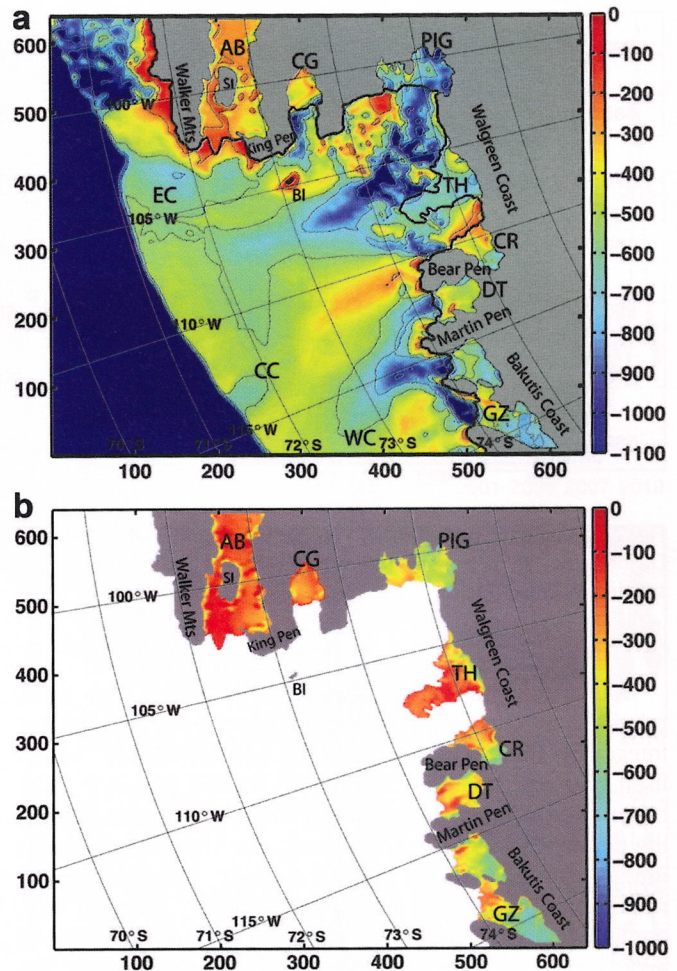 a
600
500
400
300
200
100
100
200
300
400
500
600
AB
CG
PIG
SI
Walker Mts
King Pen
100°W
Walgreen Coast
EC
BI
TH
105°W
CR
Bear Pen
DT
110°W
Martin Pen
CC
Bakutis Coast
GZ
WC
115°W
70°S
71°S
72°S
73°S
74°S
0
−100
−200
−300
−400
−500
−600
−700
−800
−900
−1000
−1100
b
600
500
400
300
200
100
100
200
300
400
500
600
AB
CG
PIG
SI
Walker Mts
King Pen
100°W
Walgreen Coast
BI
TH
105°W
CR
Bear Pen
DT
110°W
Martin Pen
Bakutis Coast
GZ
115°W
70°S
71°S
72°S
73°S
74°S
0
−100
−200
−300
−400
−500
−600
−700
−800
−900
−1000